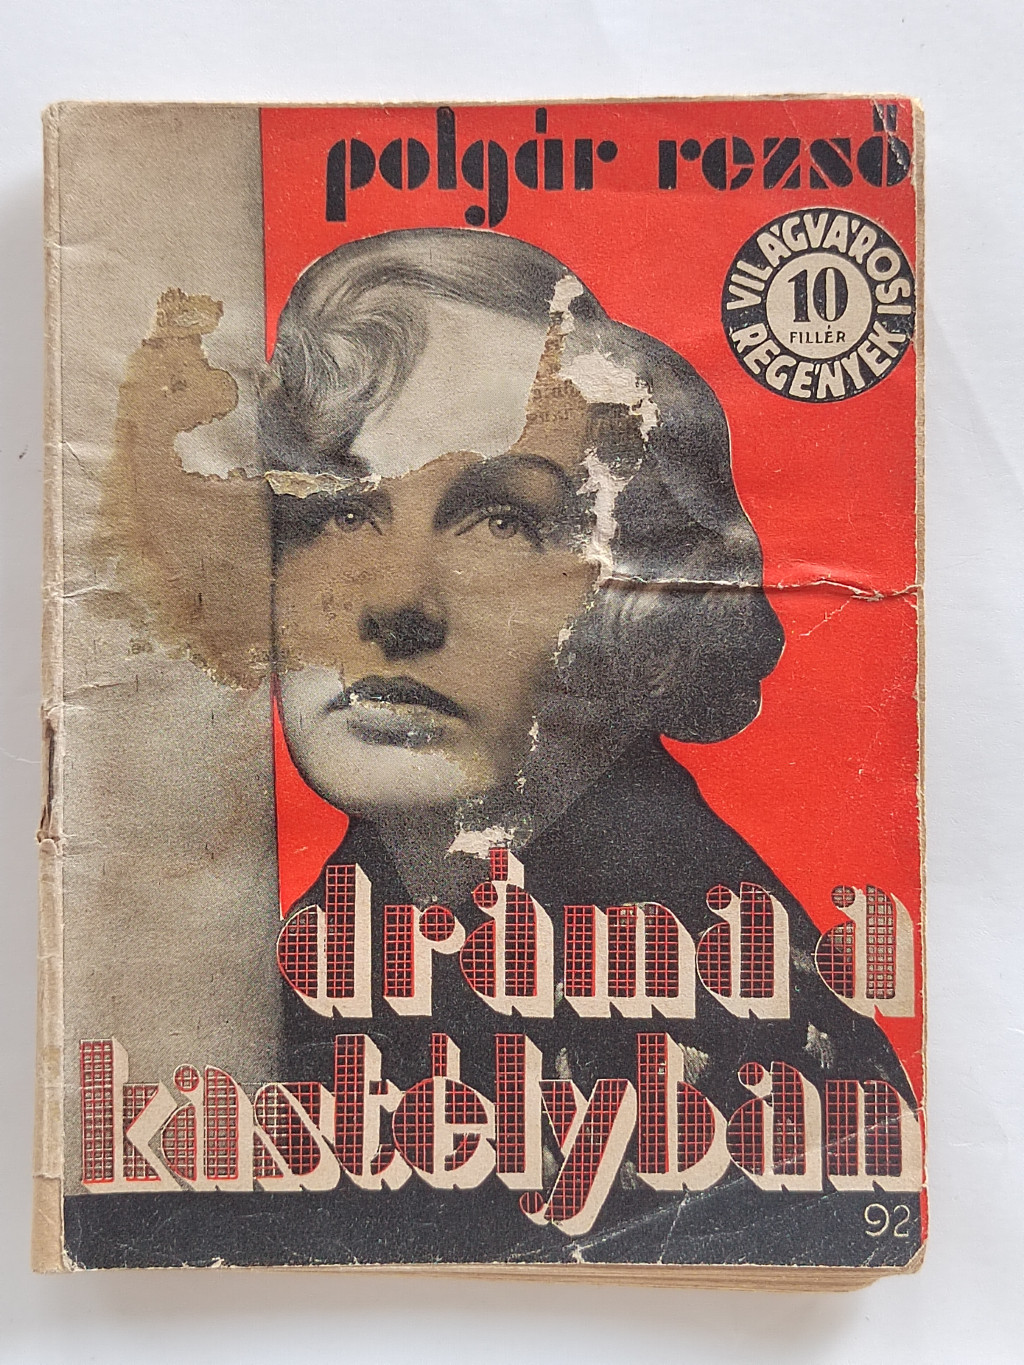 polgár rezső
VILÁGVÁROSI
10
FILLÉR
REGÉNYEK
dráma a
kastélyban
92